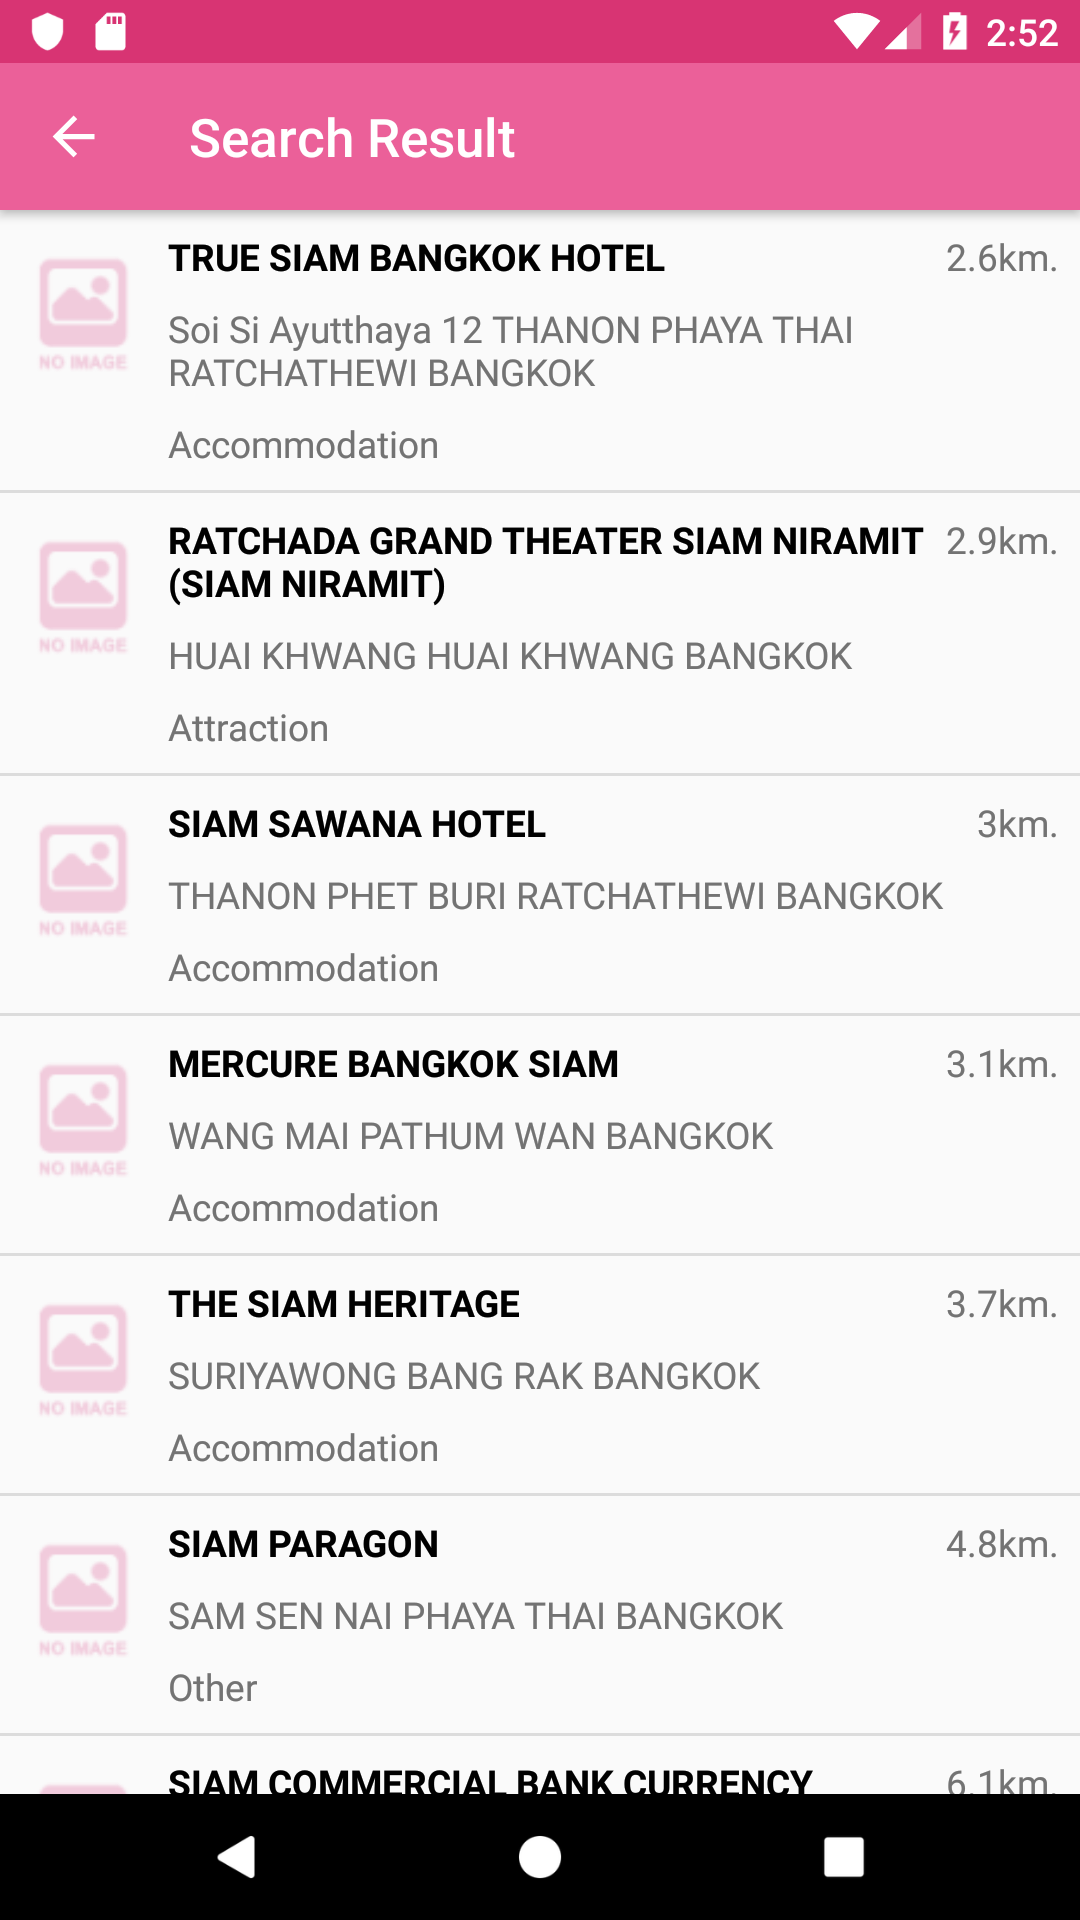 2:52
Search Result
TRUE SIAM BANGKOK HOTEL 2.6km.
Soi Si Ayutthaya 12 THANON PHAYA THAI
RATCHATHEWI BANGKOK
NO IMAGE
Accommodation
RATCHADA GRAND THEATER SIAM NIRAMIT 2.9km.
(SIAM NIRAMIT)
HUAI KHWANG HUAI KHWANG BANGKOK
NO IMAGE
Attraction
SIAM SAWANA HOTEL 3km.
THANON PHET BURI RATCHATHEWI BANGKOK
NO IMAGE
Accommodation
MERCURE BANGKOK SIAM 3.1km.
WANG MAI PATHUM WAN BANGKOK
NO IMAGE
Accommodation
THE SIAM HERITAGE 3.7km.
SURIYAWONG BANG RAK BANGKOK
NO IMAGE
Accommodation
SIAM PARAGON 4.8km.
SAM SEN NAI PHAYA THAI BANGKOK
NO IMAGE
Other
SIAM COMMERCIAL BANK CURRENCY 6.1km.